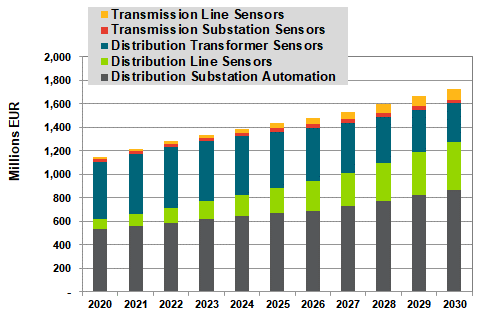 Transmission Line Sensors
Transmission Substation Sensors
Distribution Transformer Sensors
Distribution Line Sensors
Distribution Substation Automation
Millions EUR
2,000
1,800
1,600
1,400
1,200
1,000
800
600
400
200
-
2020 2021 2022 2023 2024 2025 2026 2027 2028 2029 2030